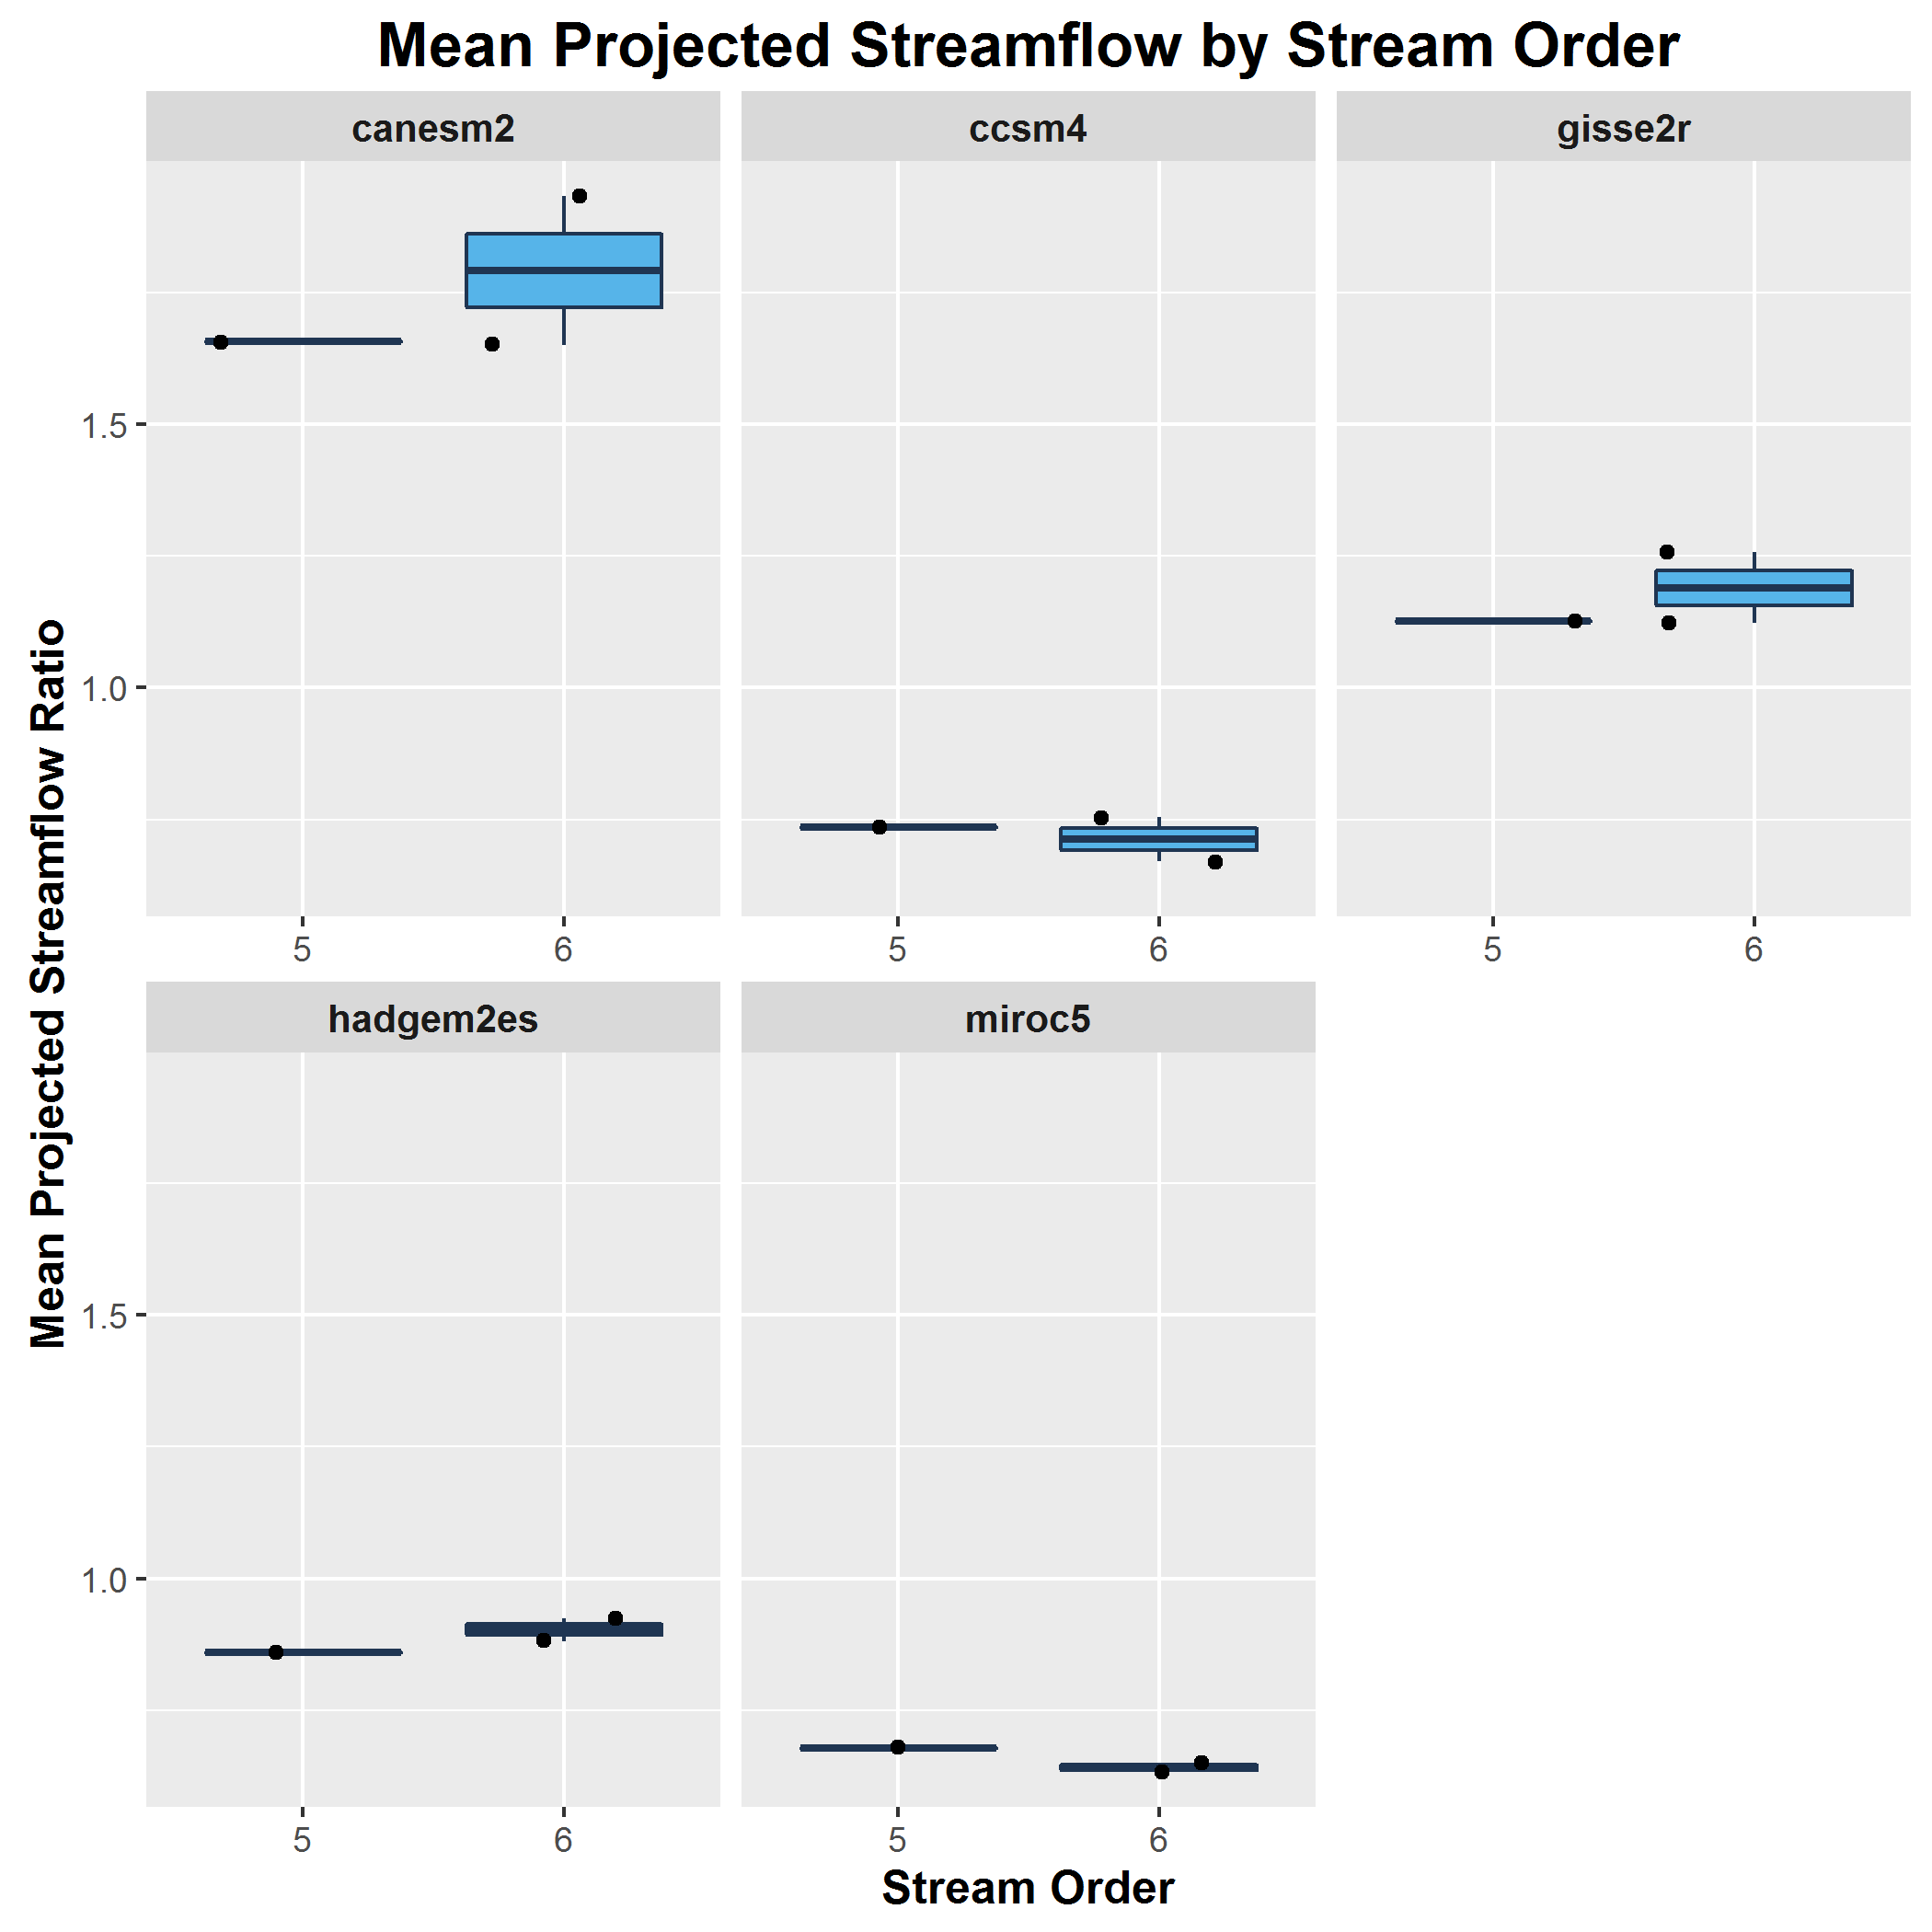 Mean Projected Streamflow by Stream Order
canesm2
ccsm4
gisse2r
Mean Projected Streamflow Ratio
1.5
1.0
5
6
5
6
5
6
hadgem2es
miroc5
1.5
1.0
5
6
5
6
Stream Order